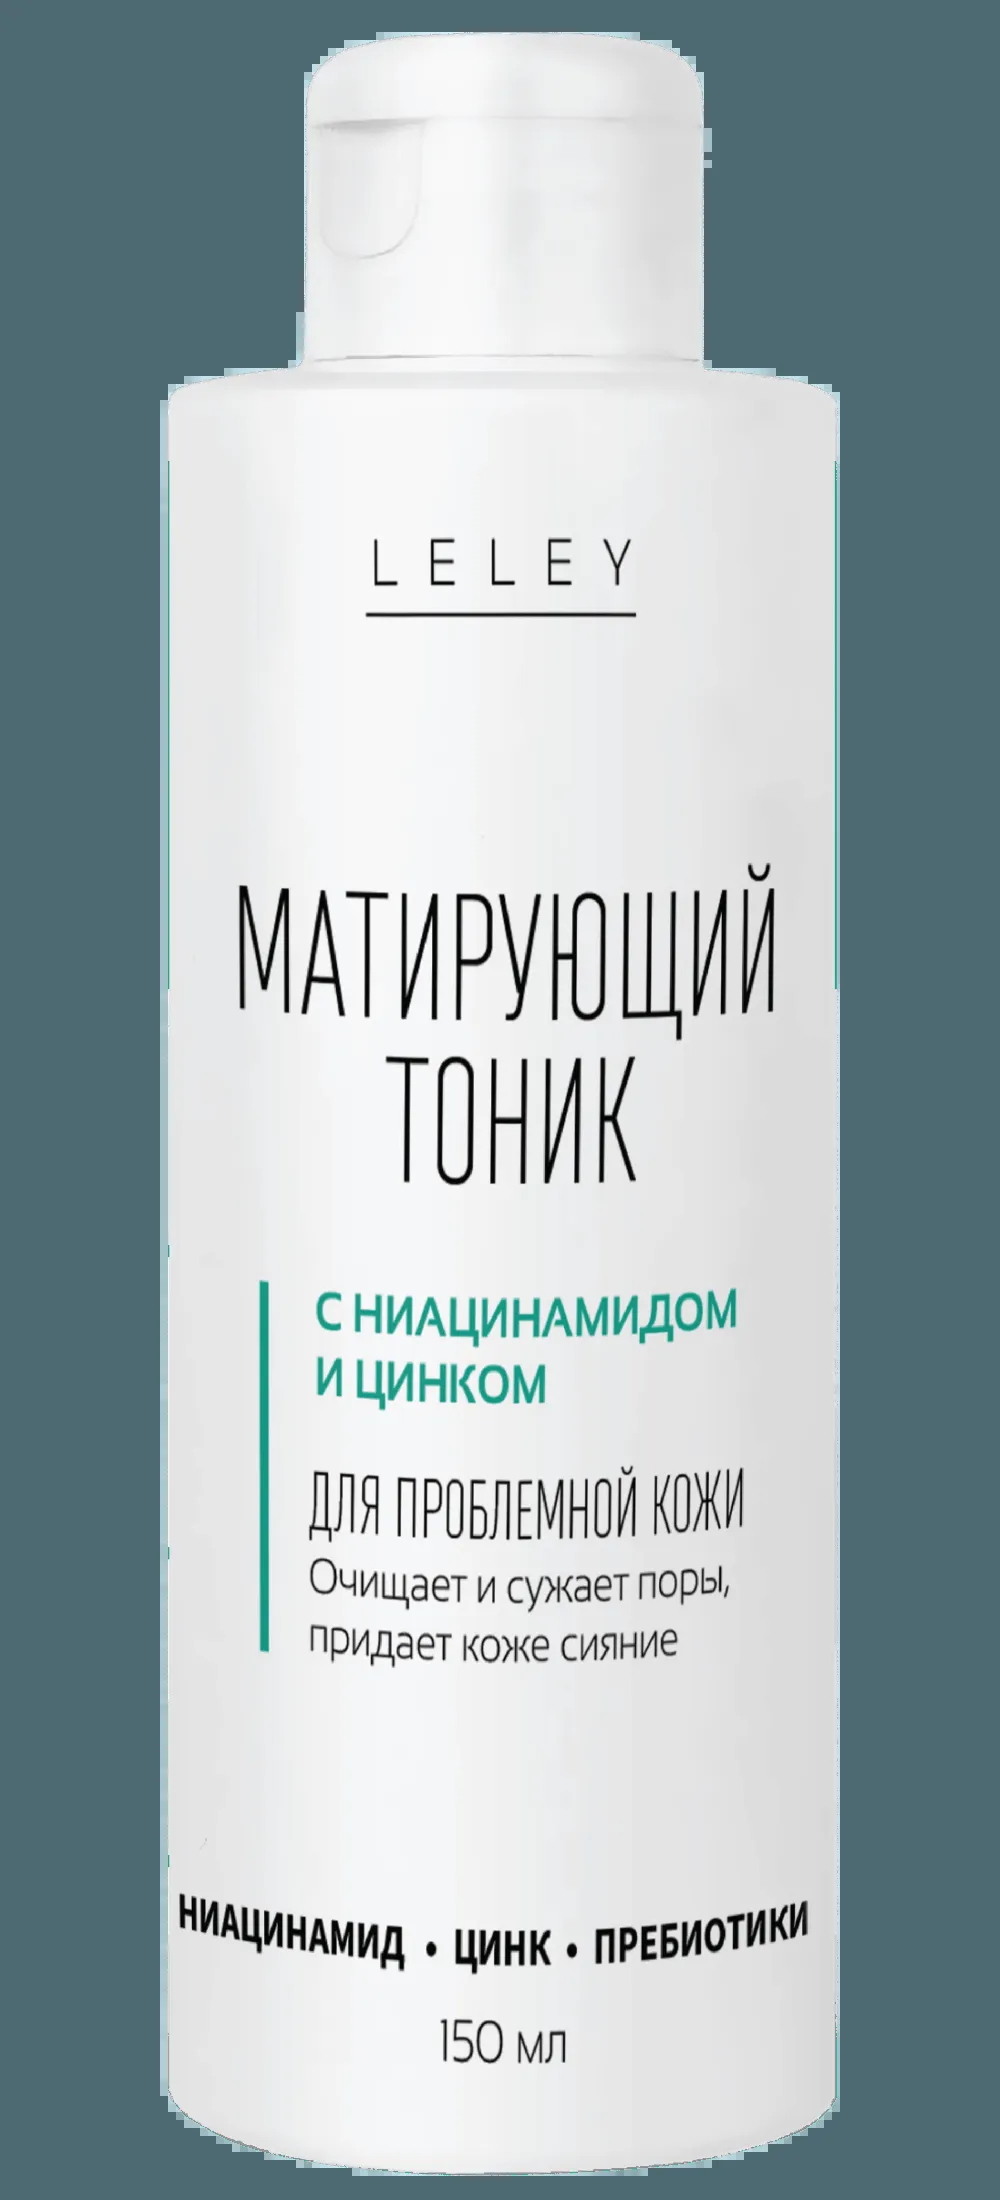 LELEY
МАТИРУЮЩИЙ
ТОНИК
С НИАЦИНАМИДОМ
И ЦИНКОМ
ДЛЯ ПРОБЛЕМНОЙ КОЖИ
Очищает и сужает поры,
придает коже сияние
НИАЦИНАМИД • ЦИНК • ПРЕБИОТИКИ
150 мл